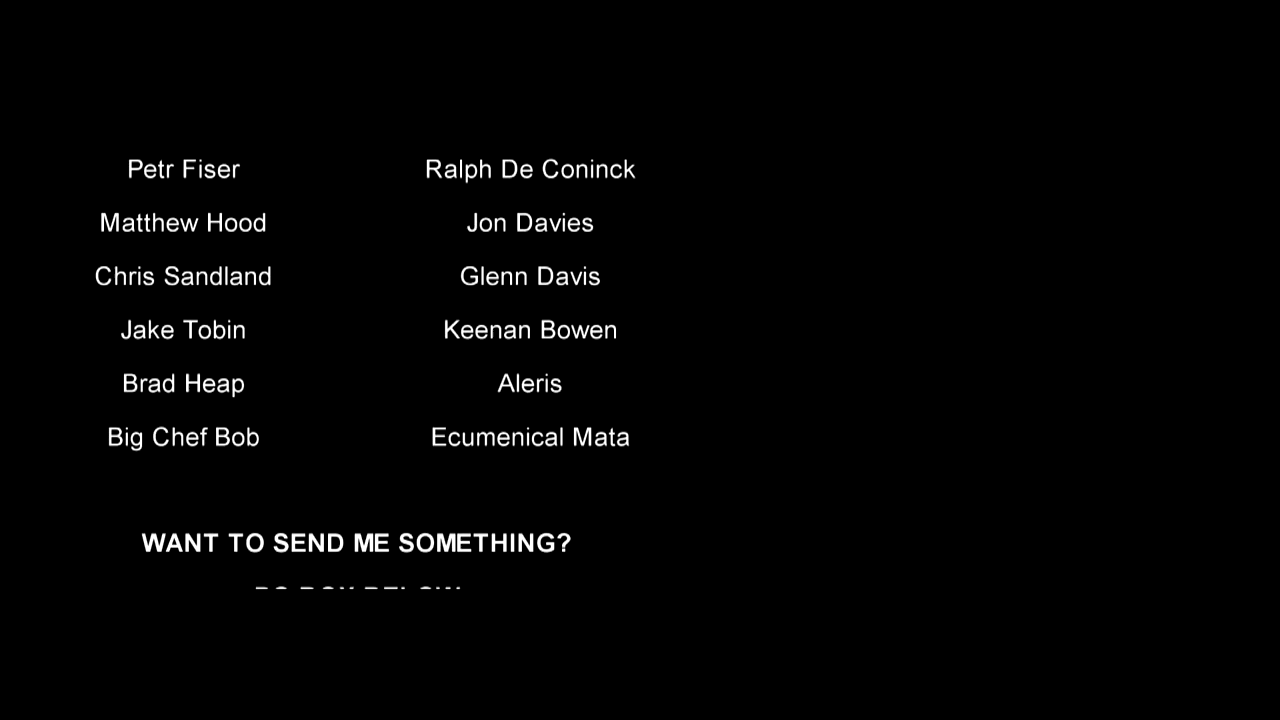 Petr Fiser Ralph De Coninck
Matthew Hood Jon Davies
Chris Sandland Glenn Davis
Jake Tobin Keenan Bowen
Brad Heap Aleris
Big Chef Bob Ecumenical Mata
WANT TO SEND ME SOMETHING?